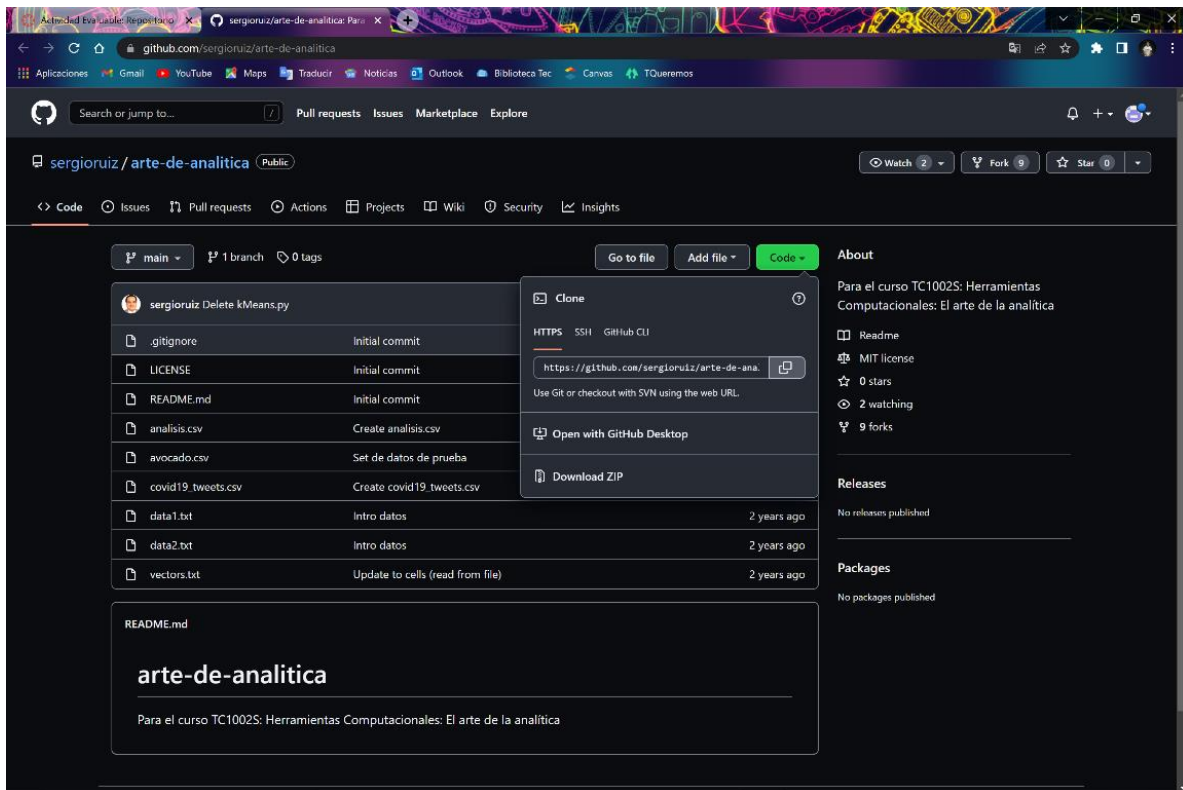 Actividad Evaluable: Repositorio
sergioruiz/arte-de-analitica: Para
github.com/sergioruiz/arte-de-analitica
Aplicaciones Gmail YouTube Maps Traducir Noticias Outlook Biblioteca Tec Canvas TQueremos
Search or jump to... / Pull requests Issues Marketplace Explore
sergioruiz / arte-de-analitica Public
Watch 2 Fork 9 Star 0
<> Code Issues Pull requests Actions Projects Wiki Security Insights
main 1 branch 0 tags Go to file Add file Code
sergioruiz Delete kMeans.py
.gitignore Initial commit
LICENSE Initial commit
README.md Initial commit
analisis.csv Create analisis.csv
avocado.csv Set de datos de prueba
covid19_tweets.csv Create covid19_tweets.csv
data1.txt Intro datos 2 years ago
data2.txt Intro datos 2 years ago
vectors.txt Update to cells (read from file) 2 years ago
Clone
HTTPS SSH GitHub CLI
https://github.com/sergioruiz/arte-de-ana
Use Git or checkout with SVN using the web URL.
Open with GitHub Desktop
Download ZIP
About
Para el curso TC1002S: Herramientas
Computacionales: El arte de la analítica
Readme
MIT license
0 stars
2 watching
9 forks
Releases
No releases published
Packages
No packages published
README.md
arte-de-analitica
Para el curso TC1002S: Herramientas Computacionales: El arte de la analítica